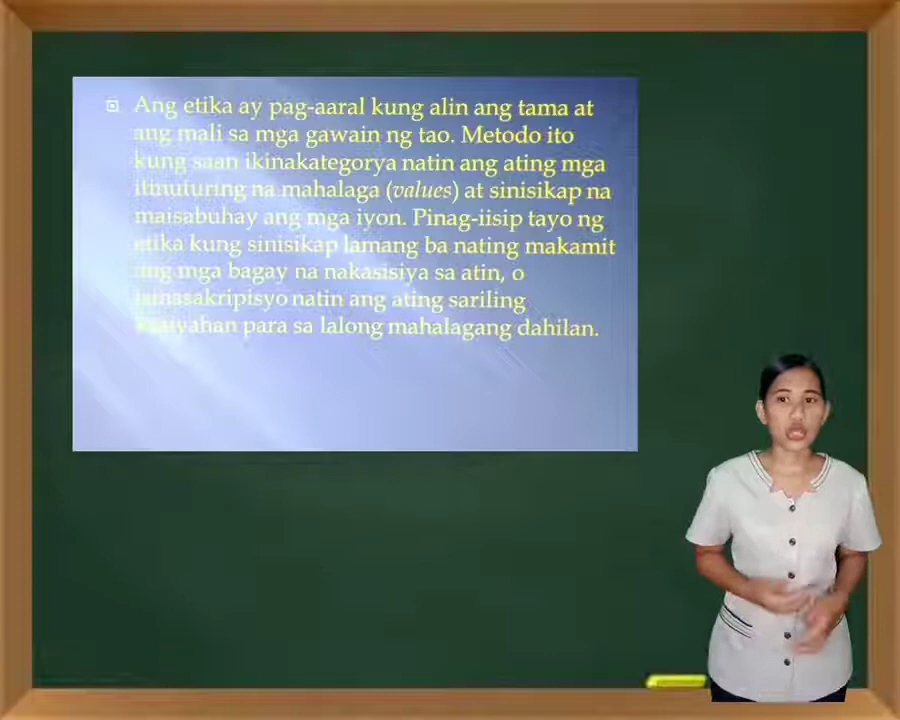 Ang etika ay pag-aaral kung alin ang tama at
ang mali sa mga gawain ng tao. Metodo ito
kung saan ikinakategorya natin ang ating mga
itinuturing na mahalaga (values) at sinisikap na
maisabuhay ang mga iyon. Pinag-iisip tayo ng
etika kung sinisikap lamang ba nating makamit
ang mga bagay na nakasisiya sa atin, o
isinasakripisyo natin ang ating sariling
kasiyahan para sa lalong mahalagang dahilan.